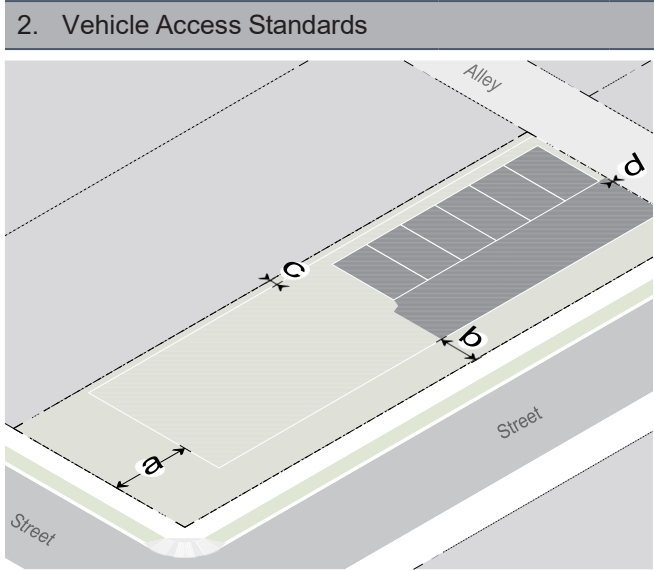 2. Vehicle Access Standards
Alley
d
c
b
Street
a
Street